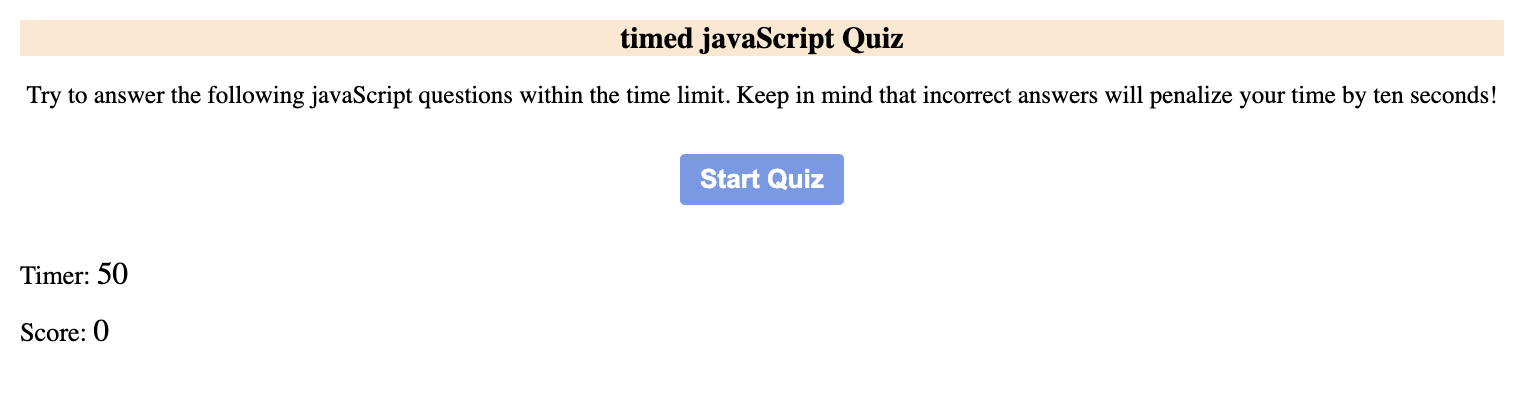 timed javaScript Quiz
Try to answer the following javaScript questions within the time limit. Keep in mind that incorrect answers will penalize your time by ten seconds!
Start Quiz
Timer: 50
Score: 0